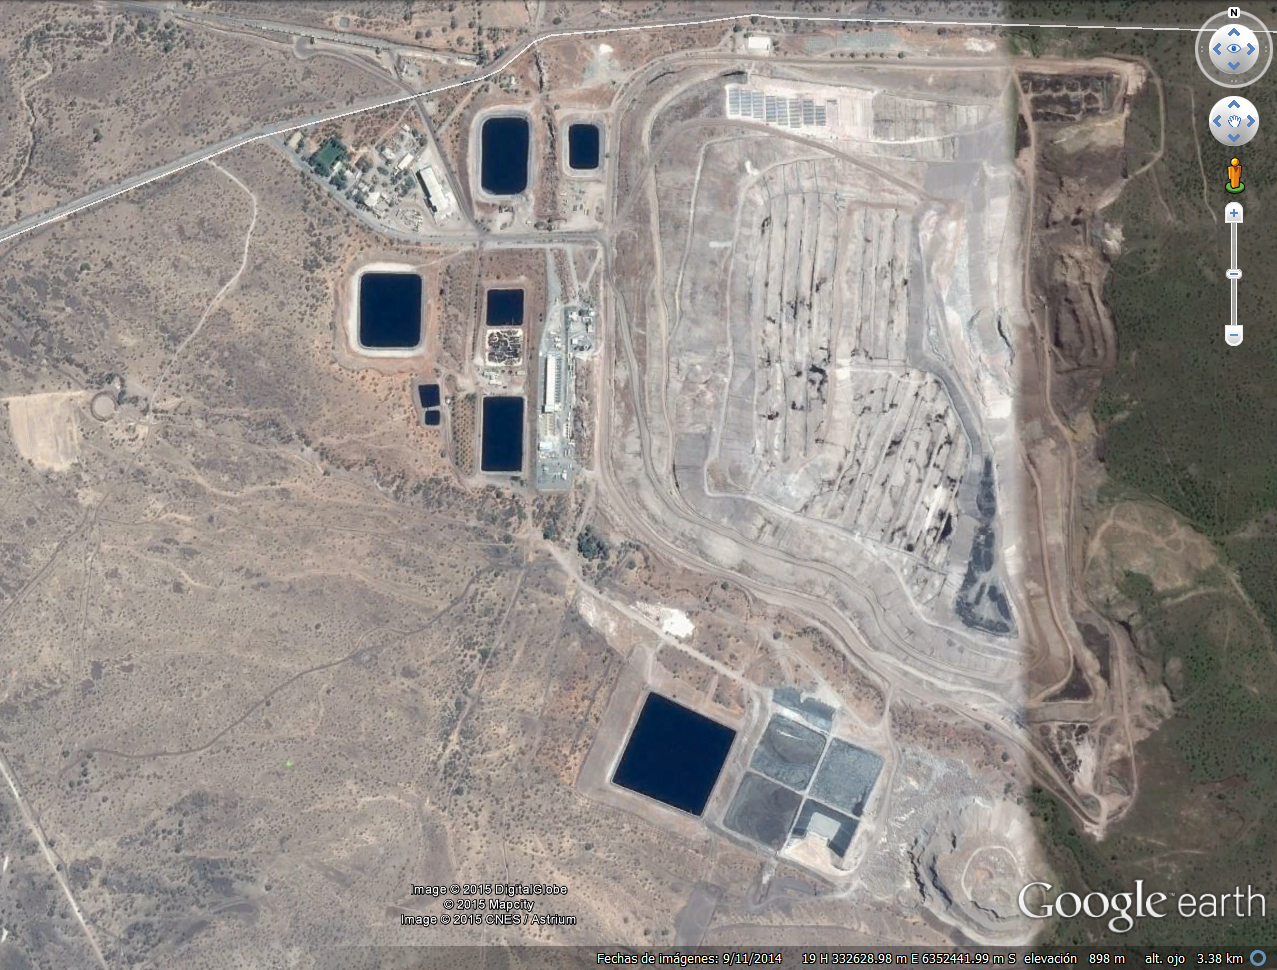 N
Image © 2015 DigitalGlobe
© 2015 Mapcity
Image © 2015 CNES / Astrium
Google earth
Fechas de imágenes: 9/11/2014 19 H 332628.98 m E 6352441.99 m S elevación 898 m alt. ojo 3.38 km